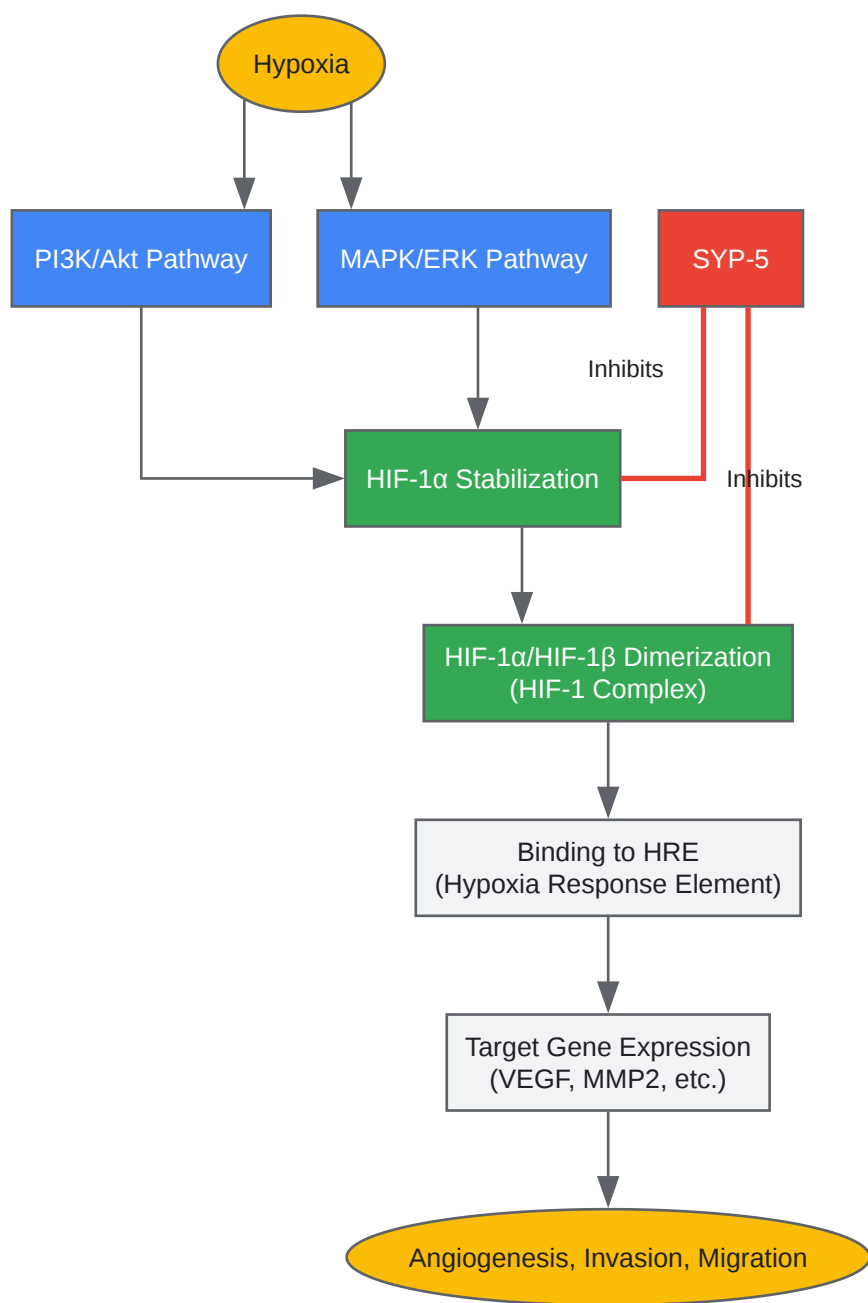 Hypoxia
PI3K/Akt Pathway
MAPK/ERK Pathway
SYP-5
Inhibits
HIF-1α Stabilization
Inhibits
HIF-1α/HIF-1β Dimerization
(HIF-1 Complex)
Binding to HRE
(Hypoxia Response Element)
Target Gene Expression
(VEGF, MMP2, etc.)
Angiogenesis, Invasion, Migration